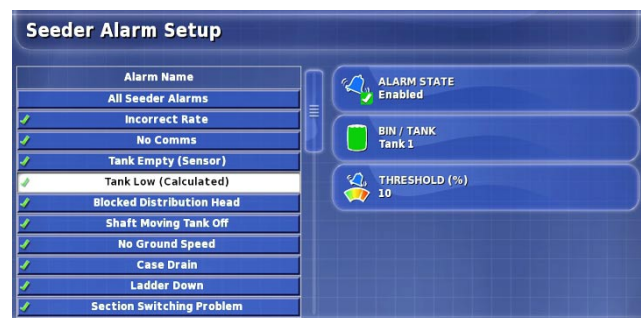 Seeder Alarm Setup
Alarm Name
All Seeder Alarms
Incorrect Rate
No Comms
Tank Empty (Sensor)
Tank Low (Calculated)
Blocked Distribution Head
Shaft Moving Tank Off
No Ground Speed
Case Drain
Ladder Down
Section Switching Problem
ALARM STATE
Enabled
BIN / TANK
Tank 1
THRESHOLD (%)
10